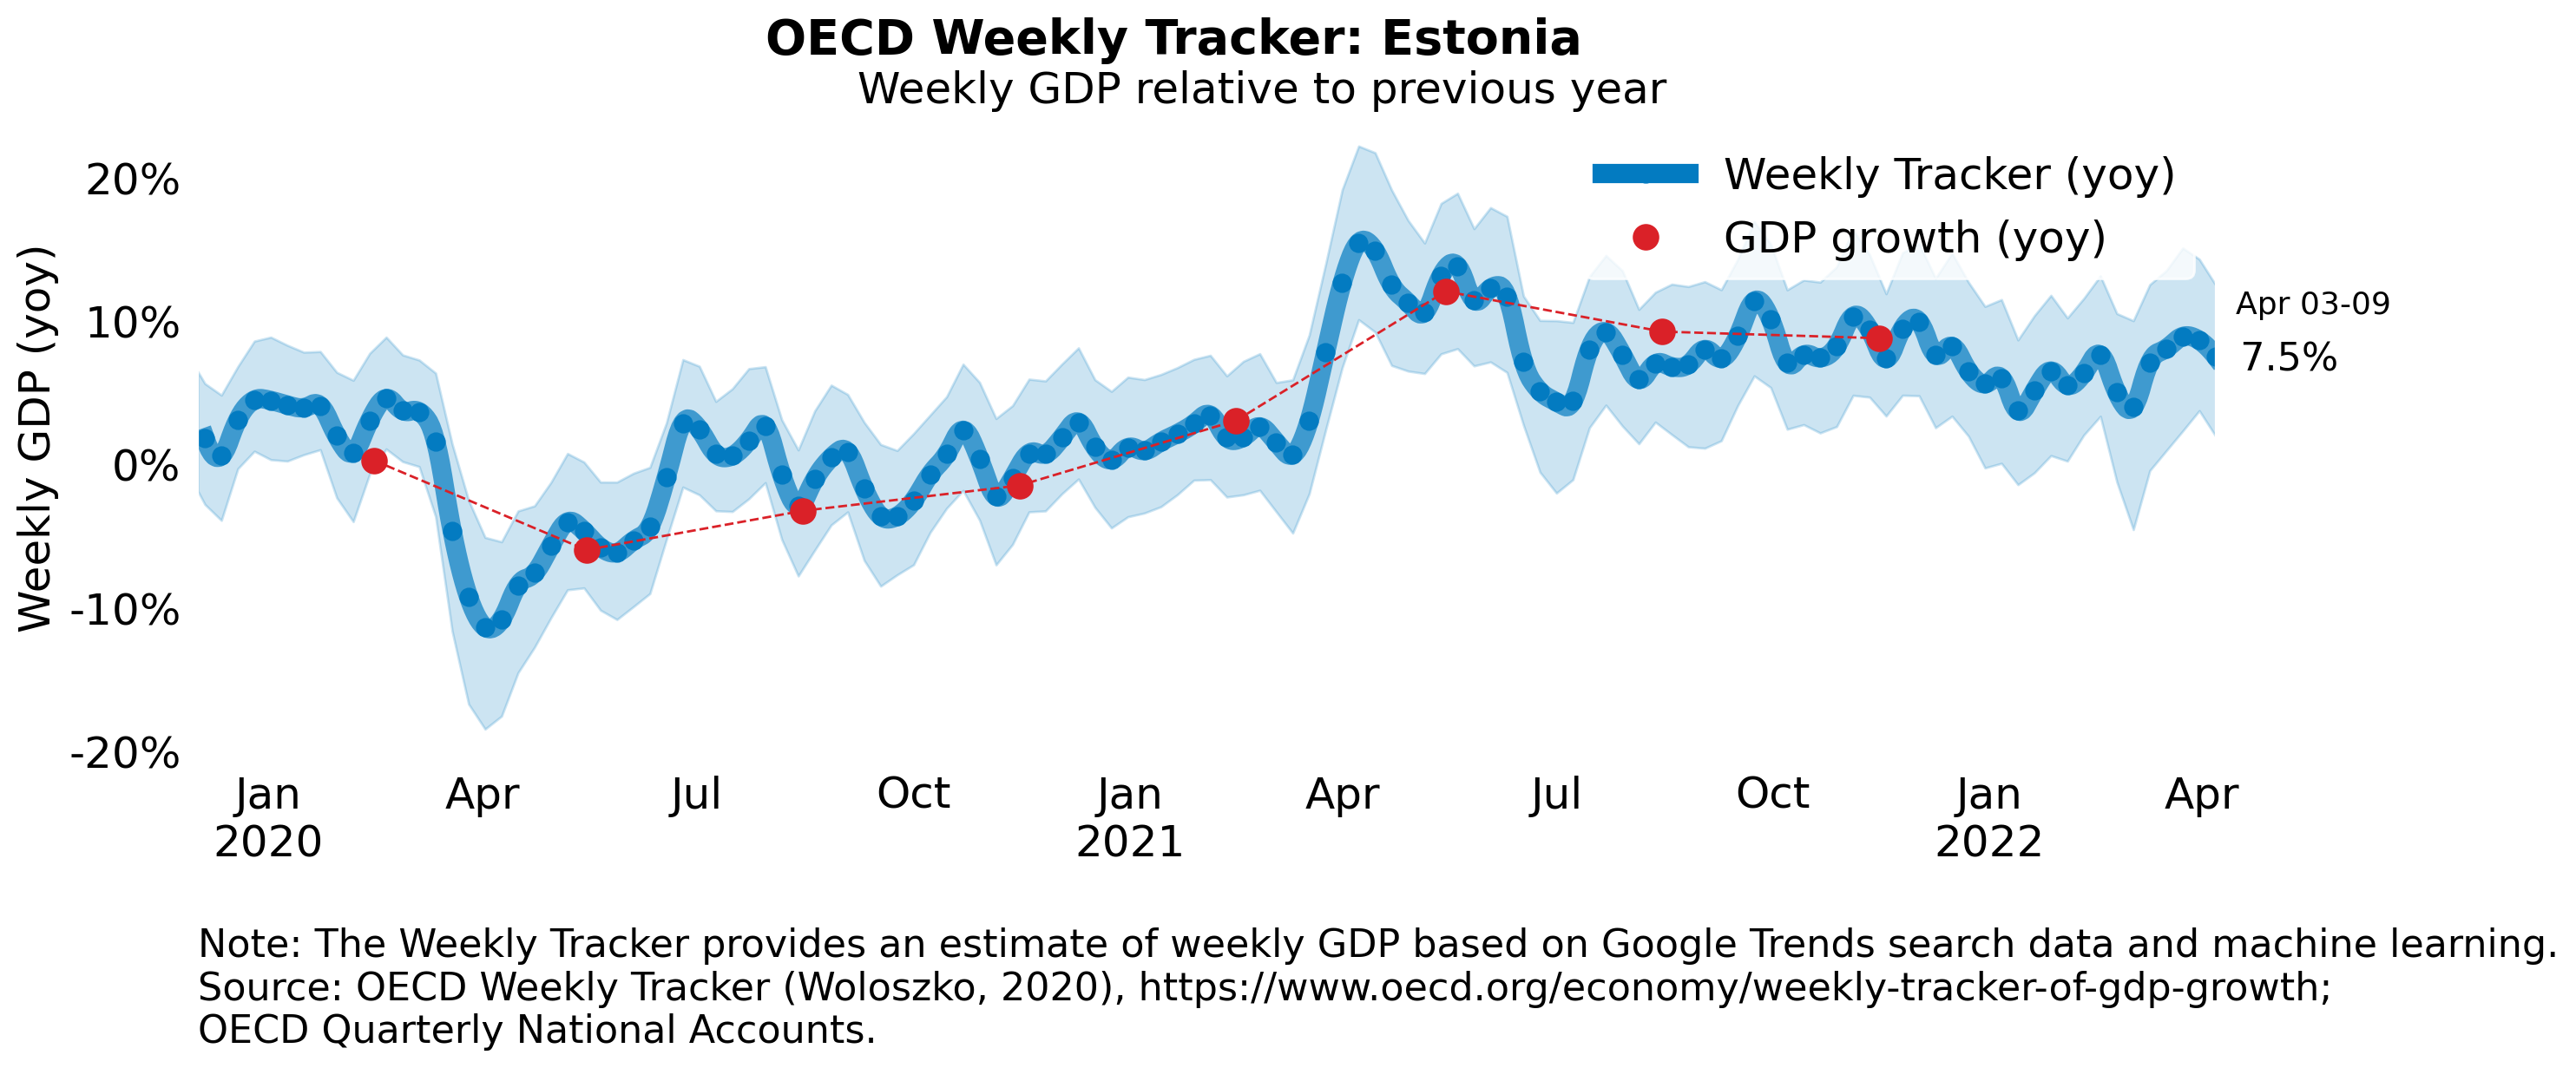 OECD Weekly Tracker: Estonia
Weekly GDP relative to previous year
Weekly GDP (yoy)
20%
10%
0%
-10%
-20%
Weekly Tracker (yoy)
GDP growth (yoy)
Apr 03-09
7.5%
Jan Apr Jul Oct Jan Apr Jul Oct Jan Apr
2020 2021 2022
Note: The Weekly Tracker provides an estimate of weekly GDP based on Google Trends search data and machine learning.
Source: OECD Weekly Tracker (Woloszko, 2020), https://www.oecd.org/economy/weekly-tracker-of-gdp-growth;
OECD Quarterly National Accounts.